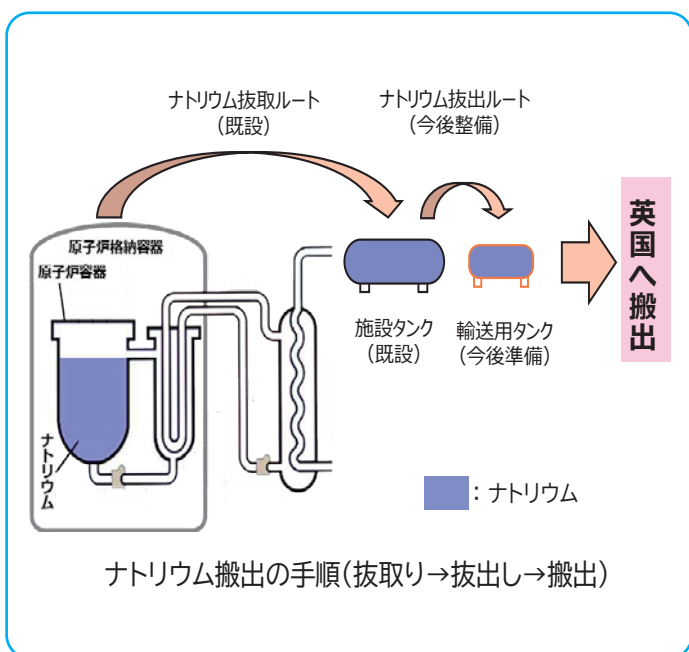 ナトリウム抜取ルート
(既設)
ナトリウム抜出ルート
(今後整備)
原子炉格納容器
原子炉容器
ナトリウム
施設タンク
(既設)
輸送用タンク
(今後準備)
英国へ搬出
：ナトリウム
ナトリウム搬出の手順(抜取り→抜出し→搬出)